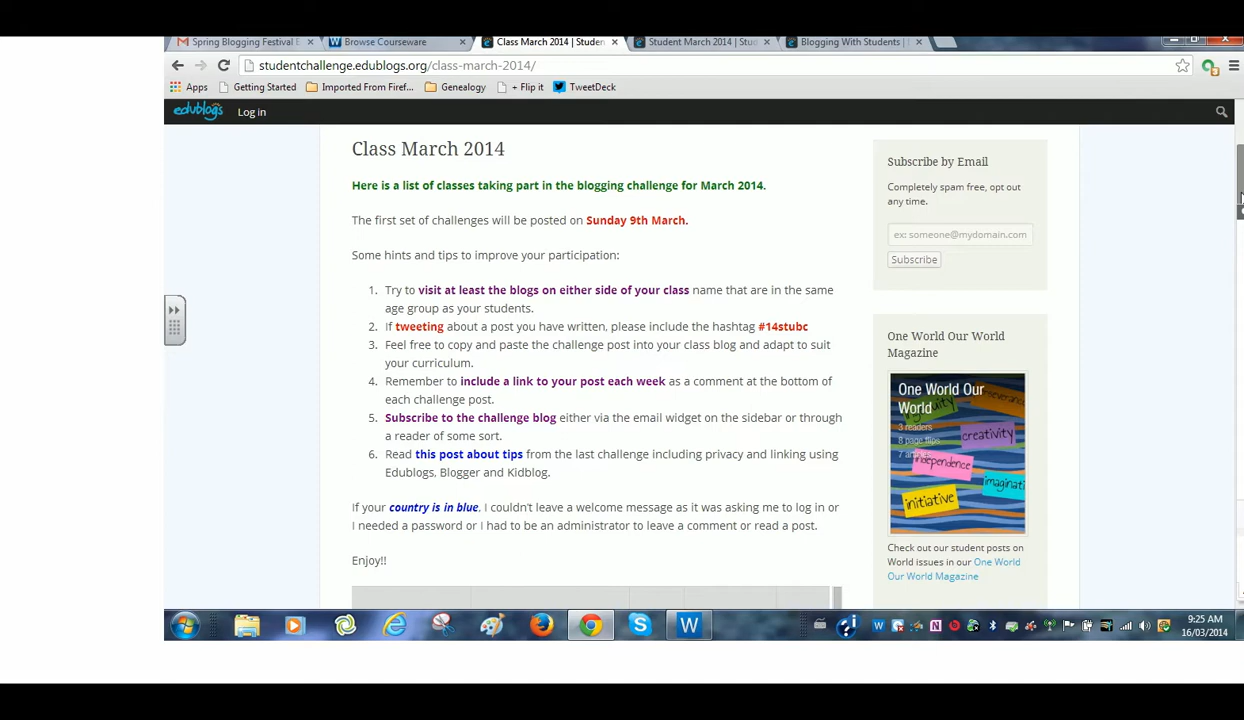 Spring Blogging Festival E
Browse Courseware
Class March 2014 | Studen
Student March 2014 | Stu
Blogging With Students |
studentchallenge.edublogs.org/class-march-2014/
Apps
Getting Started
Imported From Firef...
Genealogy
+ Flip it
TweetDeck
edublogs
Log in
Class March 2014
Here is a list of classes taking part in the blogging challenge for March 2014.
The first set of challenges will be posted on Sunday 9th March.
Some hints and tips to improve your participation:
1. Try to visit at least the blogs on either side of your class name that are in the same
age group as your students.
2. If tweeting about a post you have written, please include the hashtag #14stubc
3. Feel free to copy and paste the challenge post into your class blog and adapt to suit
your curriculum.
4. Remember to include a link to your post each week as a comment at the bottom of
each challenge post.
5. Subscribe to the challenge blog either via the email widget on the sidebar or through
a reader of some sort.
6. Read this post about tips from the last challenge including privacy and linking using
Edublogs, Blogger and Kidblog.
If your country is in blue, I couldn't leave a welcome message as it was asking me to log in or
I needed a password or I had to be an administrator to leave a comment or read a post.
Enjoy!!
Subscribe by Email
Completely spam free, opt out
any time.
ex: someone@mydomain.com
Subscribe
One World Our World
Magazine
One World Our
World
3 readers
8 page flips
creativity
independence
imaginati
initiative
Check out our student posts on
World issues in our One World
Our World Magazine
9:25 AM
16/03/2014